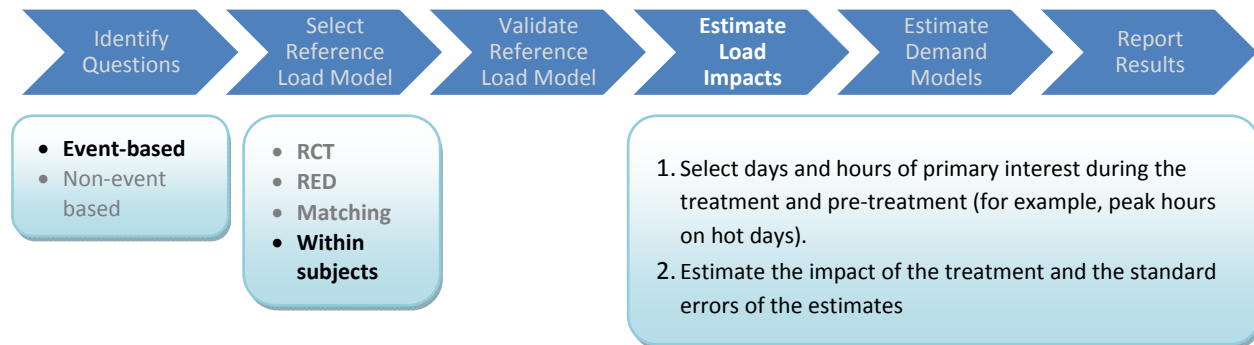 Identify
Questions
Select
Reference
Load Model
Validate
Reference
Load Model
Estimate
Load
Impacts
Estimate
Demand
Models
Report
Results
• Event-based
• Non-event
based
• RCT
• RED
• Matching
• Within
subjects
1. Select days and hours of primary interest during the
treatment and pre-treatment (for example, peak hours
on hot days).
2. Estimate the impact of the treatment and the standard
errors of the estimates